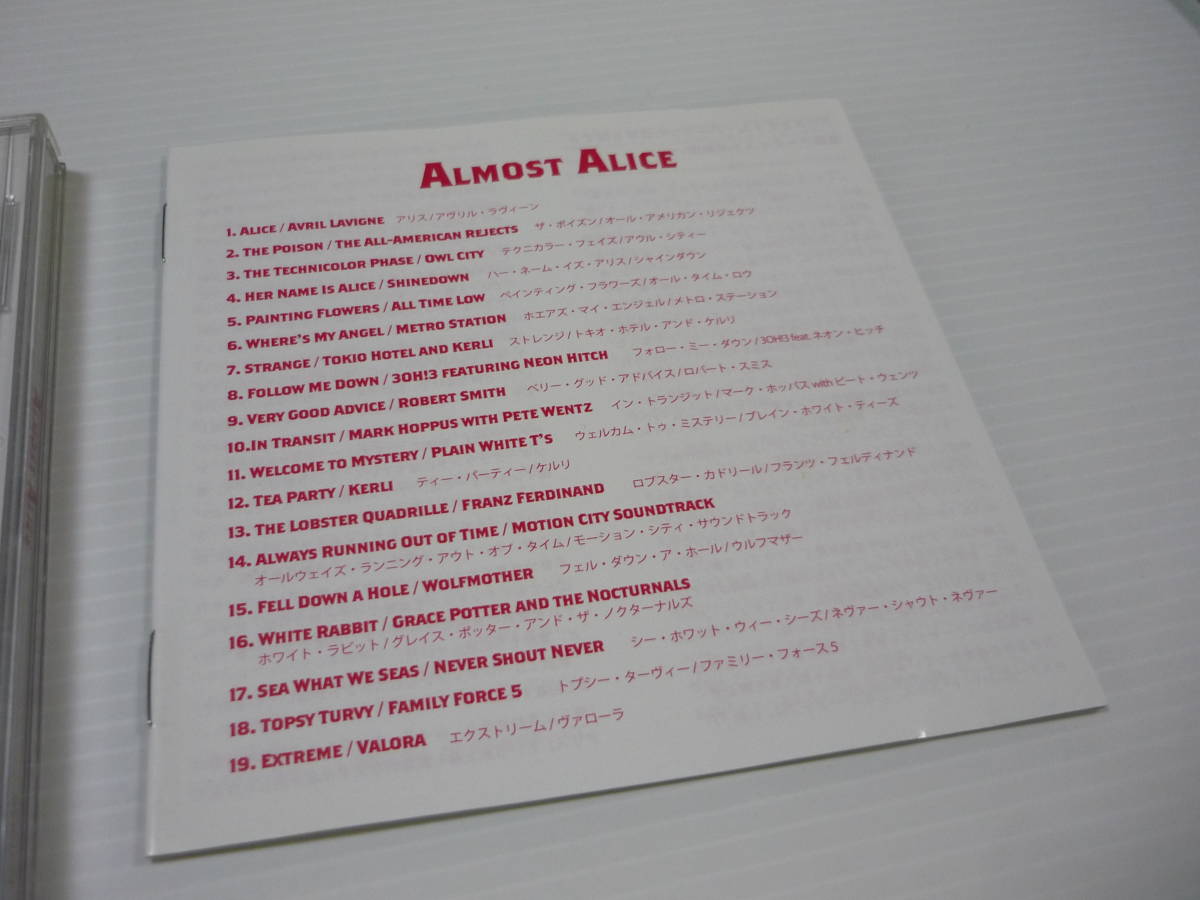 ALMOST ALICE
1. ALICE / AVRIL LAVIGNE アリス / アヴリル・ラヴィーン
2. THE POISON / THE ALL-AMERICAN REJECTS ザ・ポイズン / オール・アメリカン・リジェクツ
3. THE TECHNICOLOR PHASE / OWL CITY テクニカラー・フェイズ / アウル・シティー
4. HER NAME IS ALICE / SHINEDOWN ハー・ネーム・イズ・アリス / シャインダウン
5. PAINTING FLOWERS / ALL TIME LOW ペインティング・フラワーズ / オール・タイム・ロウ
6. WHERE'S MY ANGEL / METRO STATION ホエアズ・マイ・エンジェル / メトロ・ステーション
7. STRANGE / TOKIO HOTEL AND KERLI ストレンジ / トキオ・ホテル・アンド・ケルリ
8. FOLLOW ME DOWN / 3OH!3 FEATURING NEON HITCH フォロー・ミー・ダウン / 3OH!3 feat. ネオン・ヒッチ
9. VERY GOOD ADVICE / ROBERT SMITH ベリー・グッド・アドバイス / ロバート・スミス
10.IN TRANSIT / MARK HOPPUS WITH PETE WENTZ イン・トランジット / マーク・ホッパス with ピート・ウェンツ
11. WELCOME TO MYSTERY / PLAIN WHITE T'S ウェルカム・トゥ・ミステリー / プレイン・ホワイト・ティーズ
12. TEA PARTY / KERLI ティー・パーティー / ケルリ
13. THE LOBSTER QUADRILLE / FRANZ FERDINAND ロブスター・カドリール / フランツ・フェルディナンド
14. ALWAYS RUNNING OUT OF TIME / MOTION CITY SOUNDTRACK
オールウェイズ・ランニング・アウト・オブ・タイム / モーション・シティ・サウンドトラック
15. FELL DOWN A HOLE / WOLFMOTHER フェル・ダウン・ア・ホール / ウルフマザー
16. WHITE RABBIT / GRACE POTTER AND THE NOCTURNALS
ホワイト・ラビット / グレイス・ポッター・アンド・ザ・ノクターナルズ
17. SEA WHAT WE SEAS / NEVER SHOUT NEVER シー・ホワット・ウィー・シーズ / ネヴァー・シャウト・ネヴァー
18. TOPSY TURVY / FAMILY FORCE 5 トプシー・ターヴィー / ファミリー・フォース 5
19. EXTREME / VALORA エクストリーム / ヴァローラ